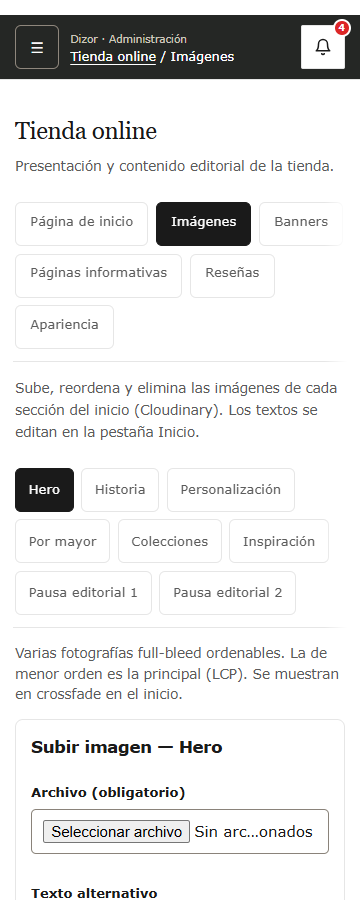 ☰
Dizor · Administración
Tienda online / Imágenes
4
Tienda online
Presentación y contenido editorial de la tienda.
Página de inicio
Imágenes
Banners
Páginas informativas
Reseñas
Apariencia
Sube, reordena y elimina las imágenes de cada
sección del inicio (Cloudinary). Los textos se
editan en la pestaña Inicio.
Hero
Historia
Personalización
Por mayor
Colecciones
Inspiración
Pausa editorial 1
Pausa editorial 2
Varias fotografías full-bleed ordenables. La de
menor orden es la principal (LCP). Se muestran
en crossfade en el inicio.
Subir imagen — Hero
Archivo (obligatorio)
Seleccionar archivo Sin arc...onados
Texto alternativo